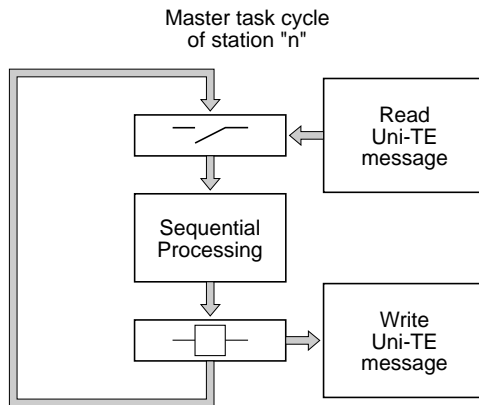 Master task cycle
of station "n"
Read
Uni-TE
message
Sequential
Processing
Write
Uni-TE
message